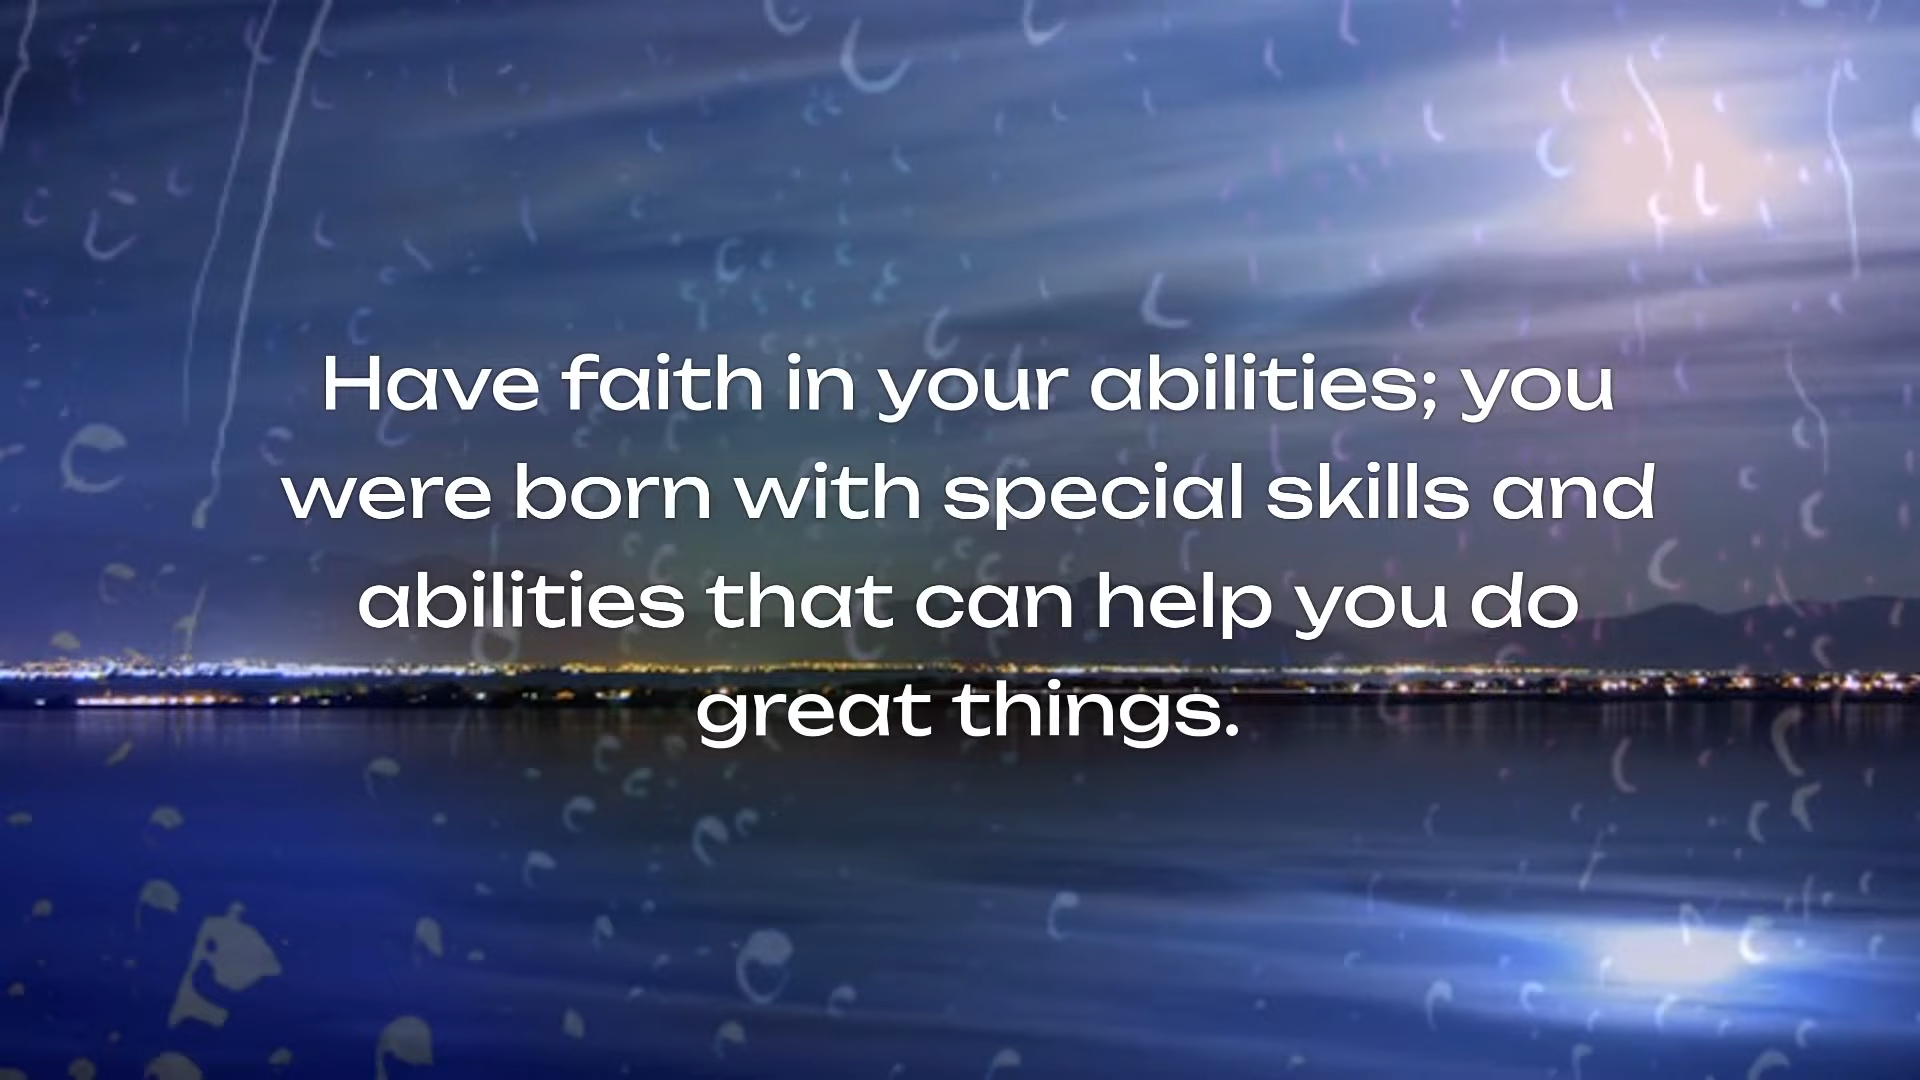 Have faith in your abilities; you
were born with special skills and
abilities that can help you do
great things.